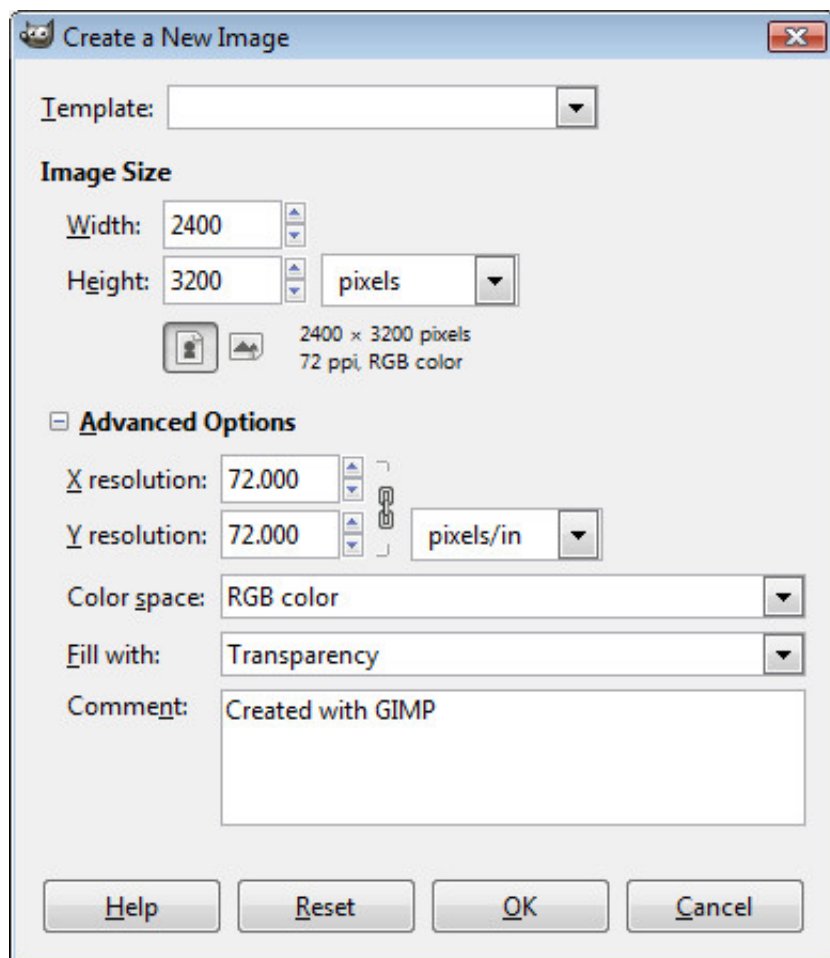 Create a New Image
Template:
Image Size
Width: 2400
Height: 3200 pixels
2400 × 3200 pixels
72 ppi, RGB color
Advanced Options
X resolution: 72.000
Y resolution: 72.000 pixels/in
Color space: RGB color
Fill with: Transparency
Comment: Created with GIMP
Help Reset OK Cancel